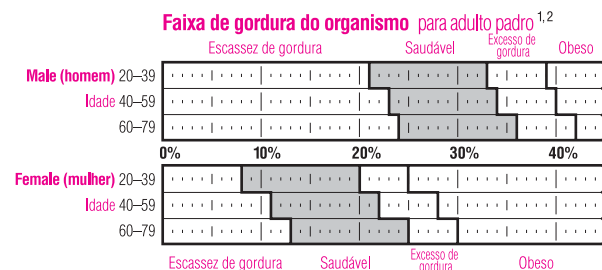 Faixa de gordura do organismo para adulto padro 1,2
Escassez de gordura Saudável Excesso de gordura Obeso
Male (homem) 20–39
Idade 40–59
60–79
0% 10% 20% 30% 40%
Female (mulher) 20–39
Idade 40–59
60–79
Escassez de gordura Saudável Excesso de gordura Obeso